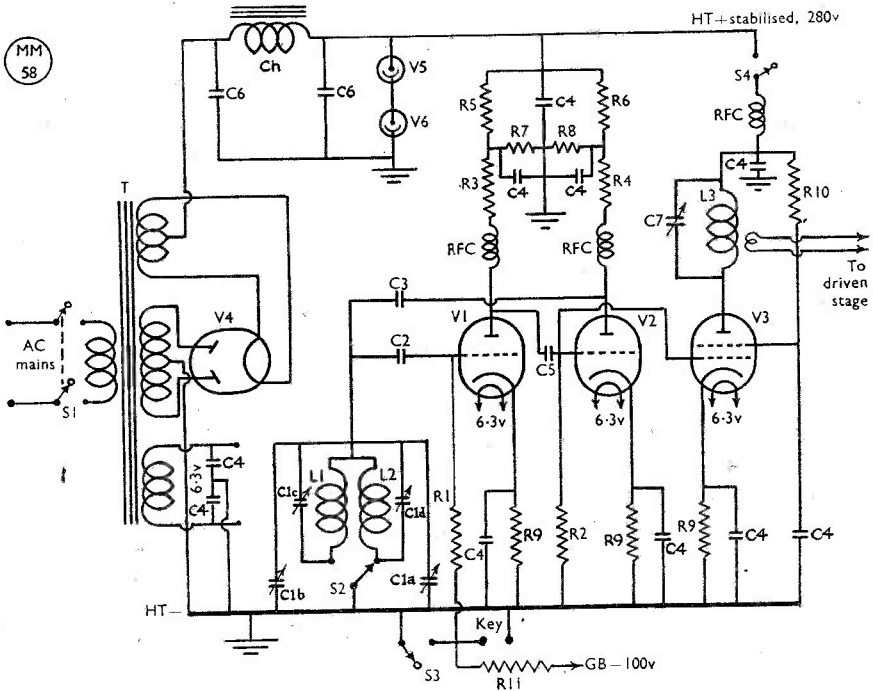 MM
58
HT+stabilised, 280v
Ch
V5
C6
C6
V6
R5
C4
R6
S4
RFC
R7
R8
C4
C4
C4
R3
R4
R10
T
L3
C7
RFC
RFC
To
driven
stage
C3
V1
V2
V3
C2
C5
V4
AC
mains
S1
6·3v
6·3v
6·3v
6·3v
C4
C4
L1
L2
C1c
C1d
R1
C4
R9
R2
R9
C4
R9
C4
C4
C1b
S2
C1a
HT−
Key
S3
R11
GB−100v